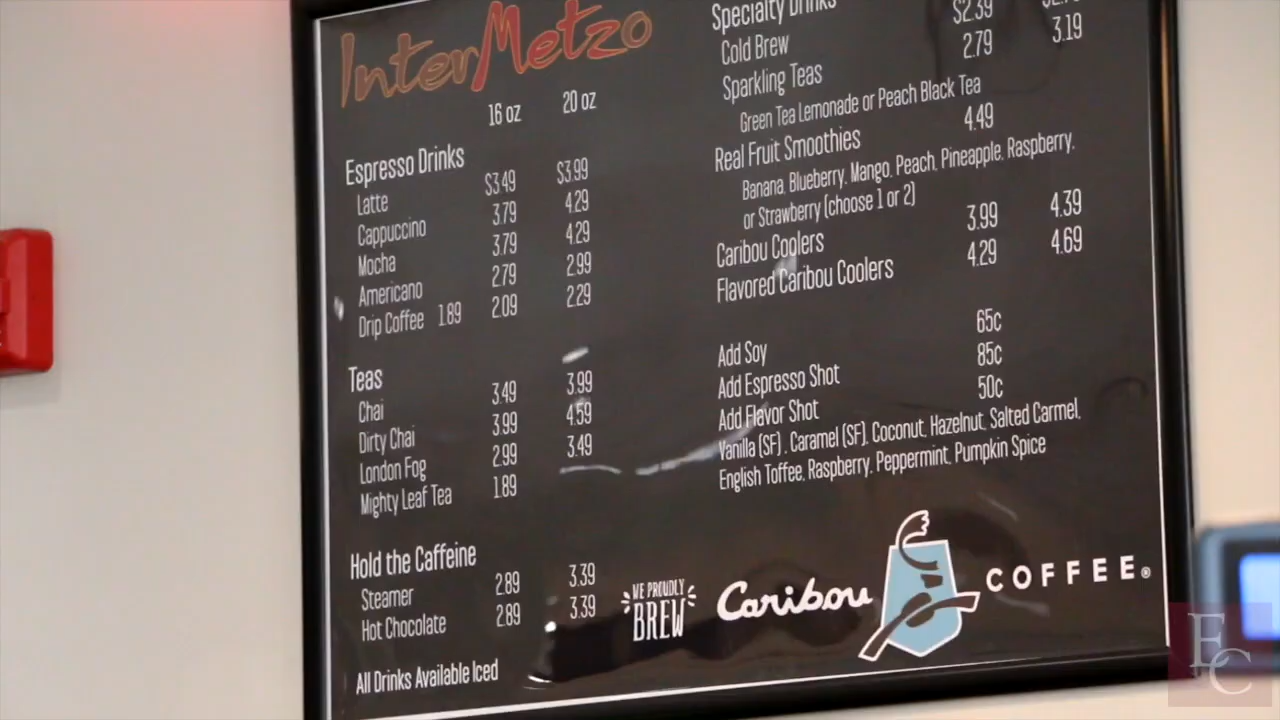 InterMetzo
16 oz 20 oz
Espresso Drinks
Latte $3.49 $3.99
Cappuccino 3.79 4.29
Mocha 3.79 4.29
Americano 2.79 2.99
Drip Coffee 1.89 2.09 2.29
Teas
Chai 3.49 3.99
Dirty Chai 3.99 4.59
London Fog 2.99 3.49
Mighty Leaf Tea 1.89
Hold the Caffeine
Steamer 2.89 3.39
Hot Chocolate 2.89 3.39
All Drinks Available Iced
Specialty Drinks
Cold Brew $2.39
Sparkling Teas 2.79 3.19
Green Tea Lemonade or Peach Black Tea
Real Fruit Smoothies 4.49
Banana, Blueberry, Mango, Peach, Pineapple, Raspberry,
or Strawberry (choose 1 or 2)
Caribou Coolers 3.99 4.39
Flavored Caribou Coolers 4.29 4.69
Add Soy 65c
Add Espresso Shot 85c
Add Flavor Shot 50c
Vanilla (SF), Caramel (SF), Coconut, Hazelnut, Salted Carmel,
English Toffee, Raspberry, Peppermint, Pumpkin Spice
WE PROUDLY
BREW
Caribou COFFEE®
EC